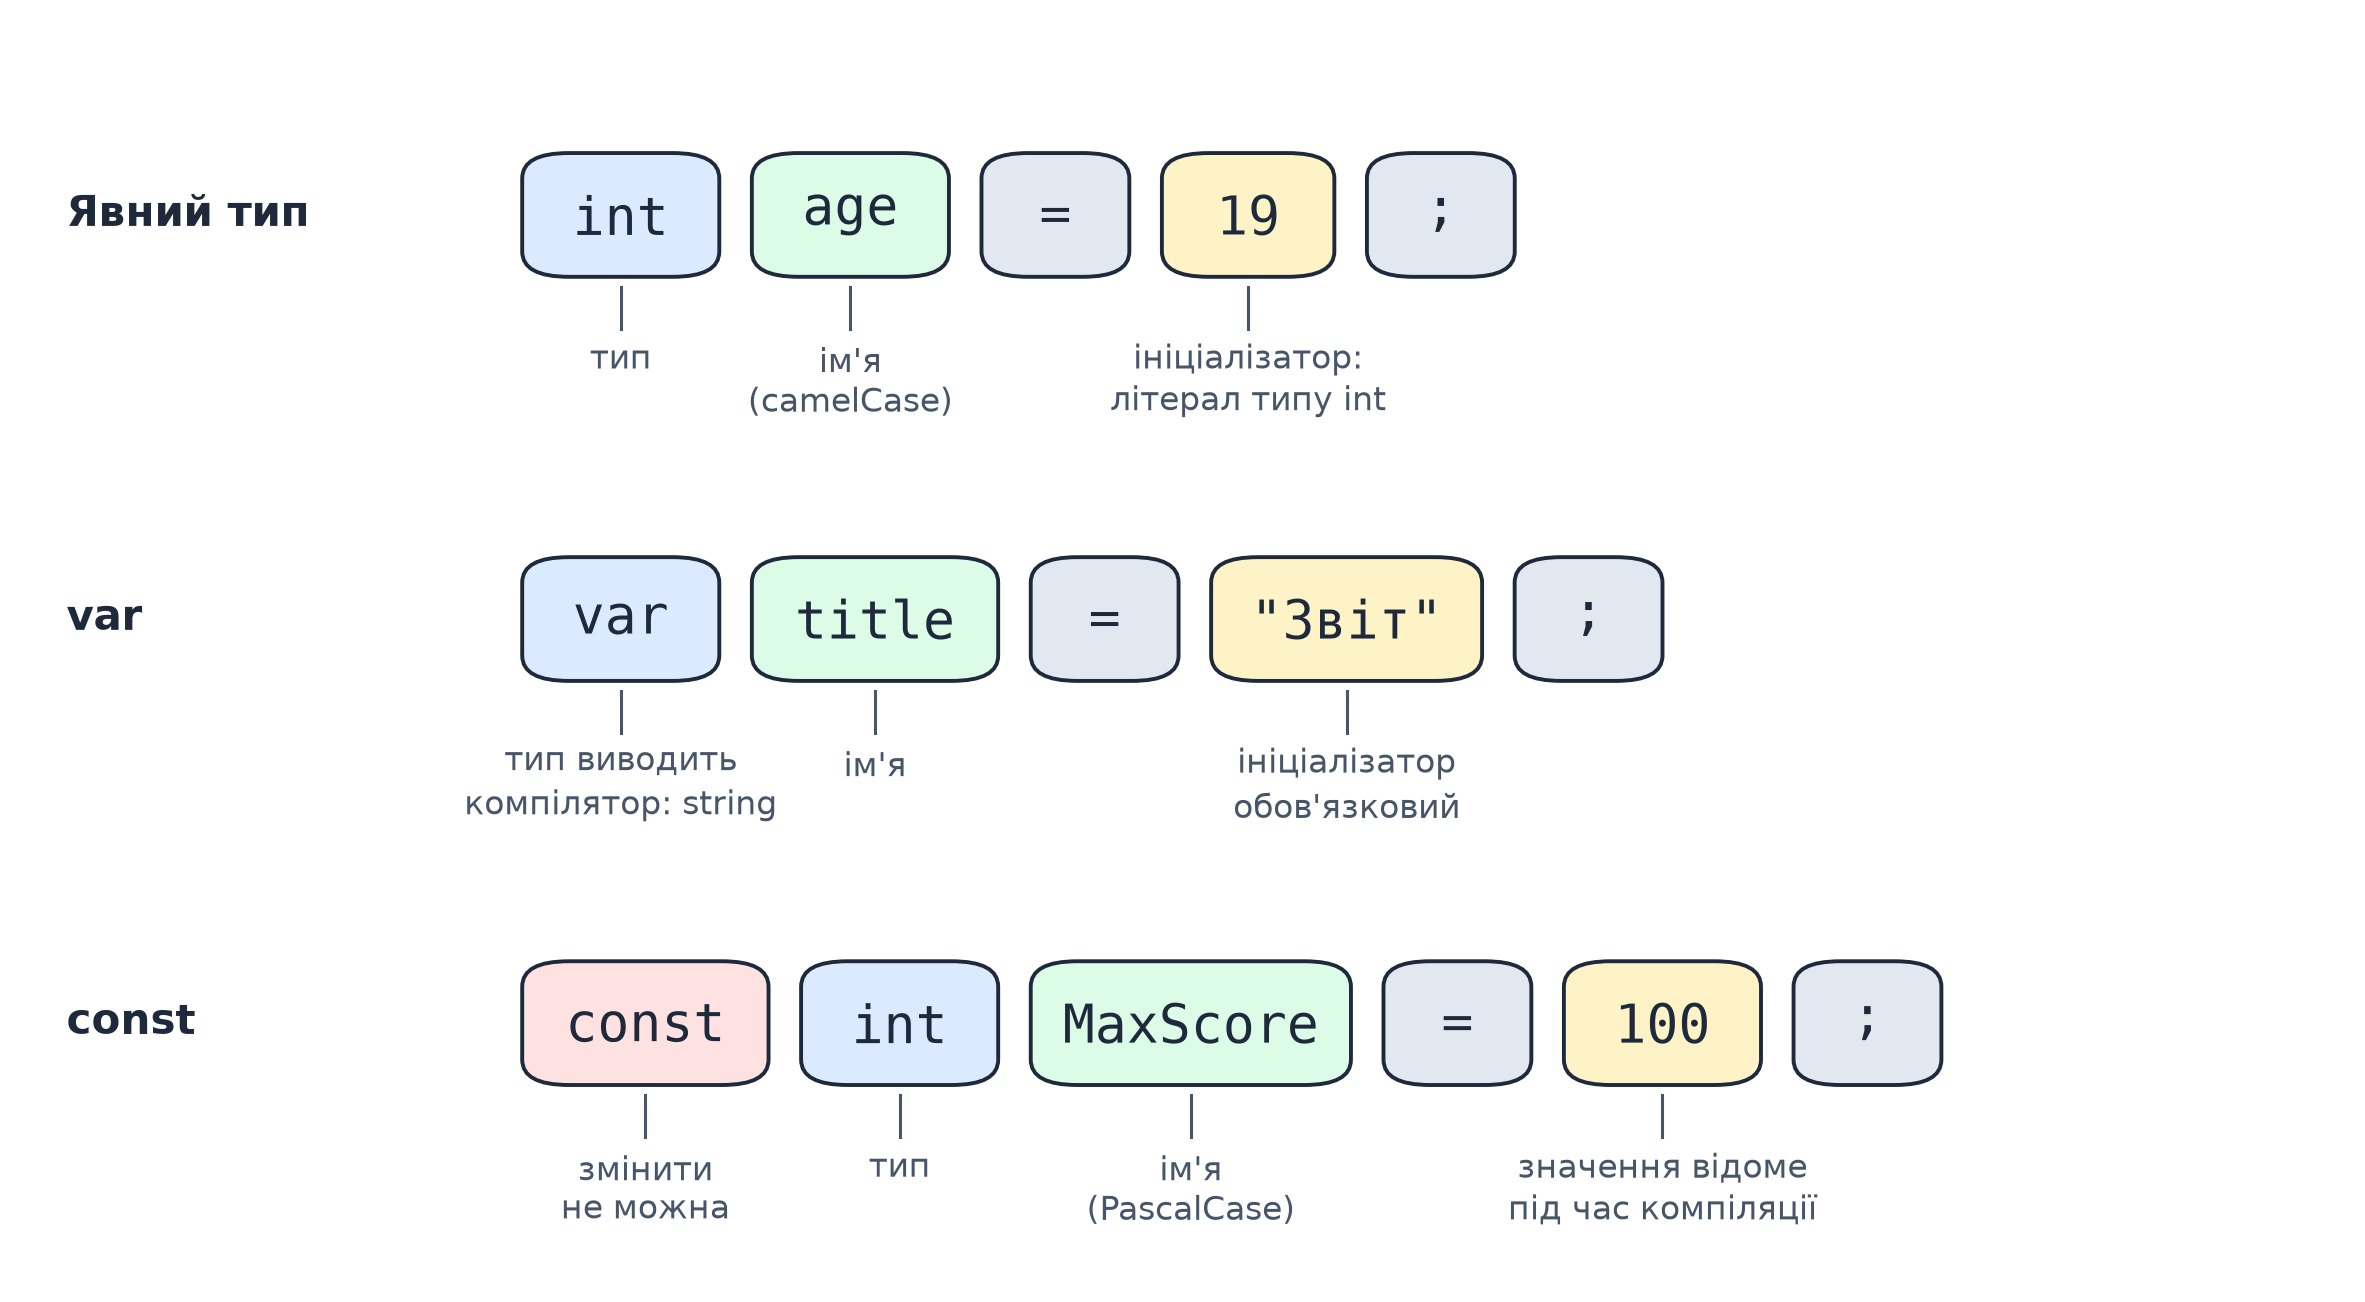 Явний тип
int age = 19 ;
тип
ім'я
(camelCase)
ініціалізатор:
літерал типу int
var
var title = "Звіт" ;
тип виводить
компілятор: string
ім'я
ініціалізатор
обов'язковий
const
const int MaxScore = 100 ;
змінити
не можна
тип
ім'я
(PascalCase)
значення відоме
під час компіляції